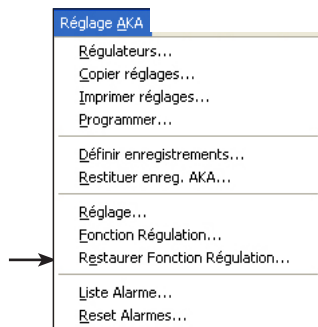 Réglage AKA
Régulateurs...
Copier réglages...
Imprimer réglages...
Programmer...
Définir enregistrements...
Restituer enreg. AKA...
Réglage...
Fonction Régulation...
Restaurer Fonction Régulation...
Liste Alarme...
Reset Alarmes...